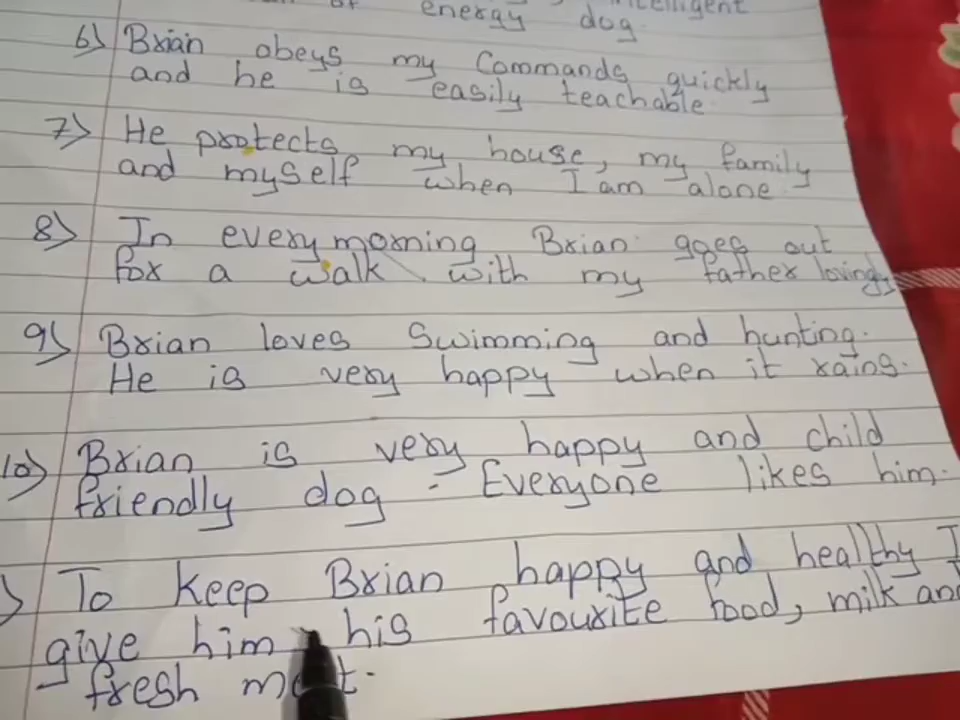 intelligent
energy dog.
6) Brian obeys my Commands quickly
and he is easily teachable.
7) He protects my house, my family
and myself when I am alone
8) In every morning Brian goes out
for a walk with my father lovingly
9) Brian loves Swimming and hunting.
He is very happy when it rains.
10) Brian is very happy and child
friendly dog. Everyone likes him.
) To keep Brian happy and healthy I
give him his favourite food, milk and
fresh